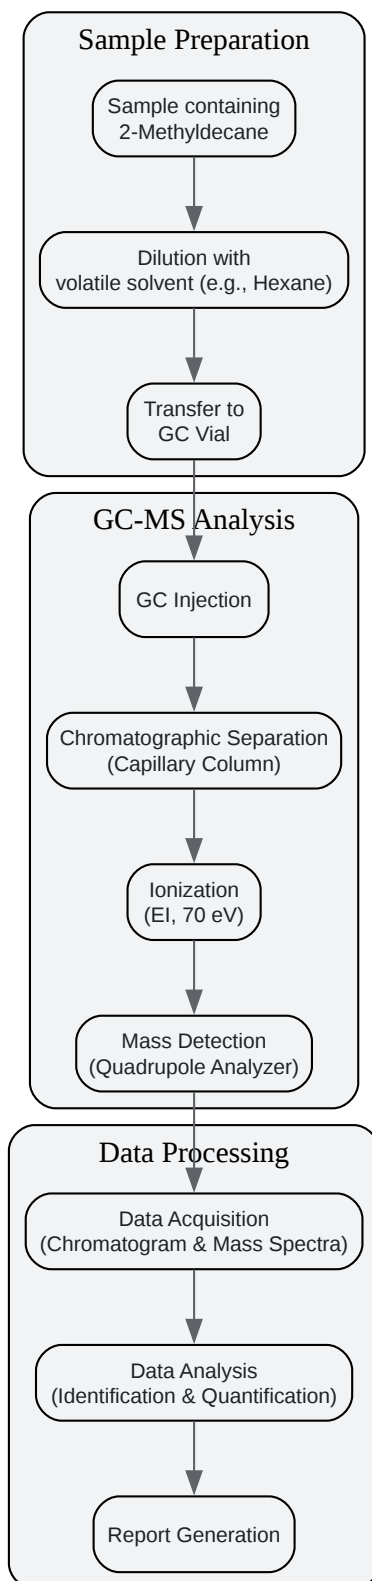 Sample Preparation
Sample containing
2-Methyldecane
Dilution with
volatile solvent (e.g., Hexane)
Transfer to
GC Vial
GC-MS Analysis
GC Injection
Chromatographic Separation
(Capillary Column)
Ionization
(EI, 70 eV)
Mass Detection
(Quadrupole Analyzer)
Data Processing
Data Acquisition
(Chromatogram & Mass Spectra)
Data Analysis
(Identification & Quantification)
Report Generation